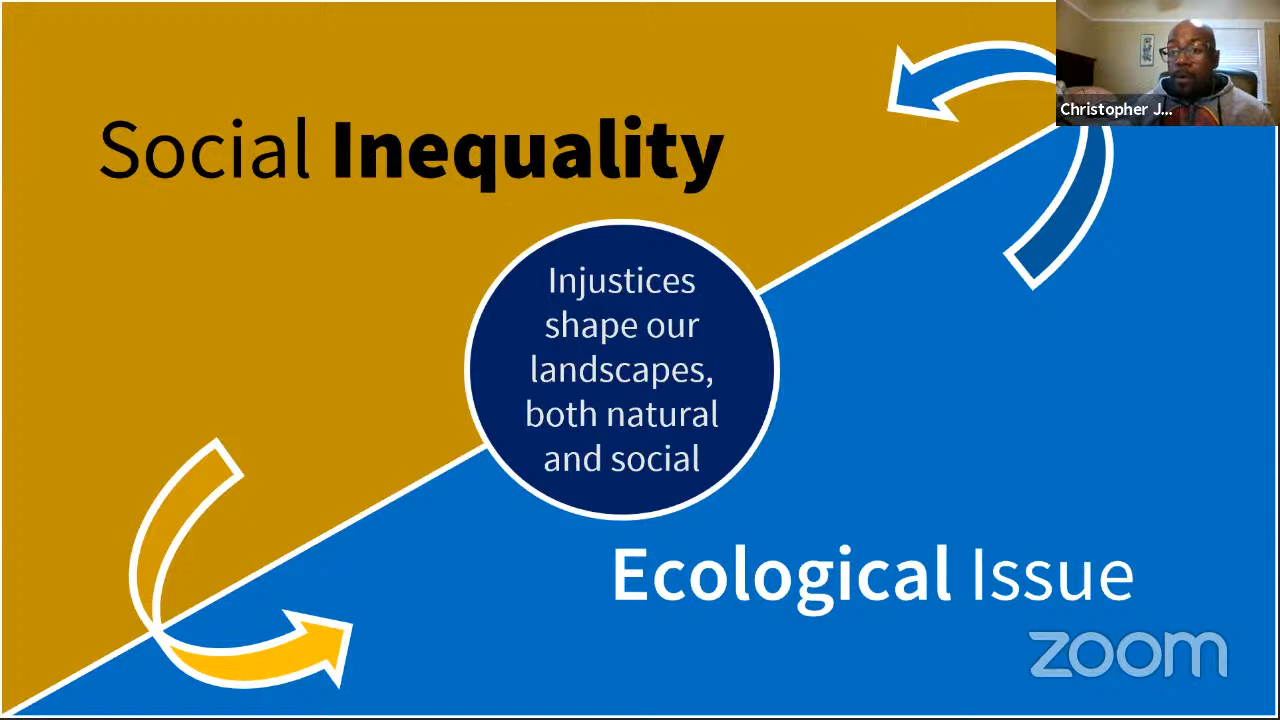 Christopher J...
Social Inequality
Injustices
shape our
landscapes,
both natural
and social
Ecological Issue
zoom